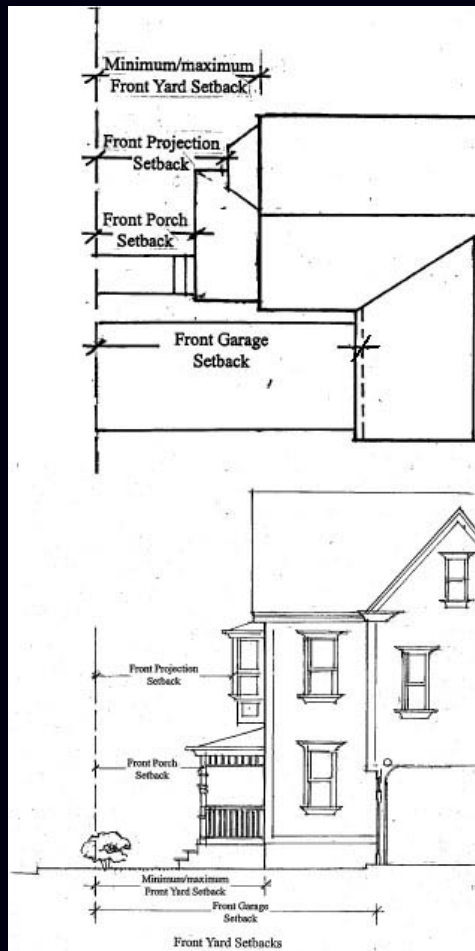 Minimum/maximum
Front Yard Setback
Front Projection
Setback
Front Porch
Setback
Front Garage
Setback
Front Projection
Setback
Front Porch
Setback
Minimum/maximum
Front Yard Setback
Front Garage
Setback
Front Yard Setbacks